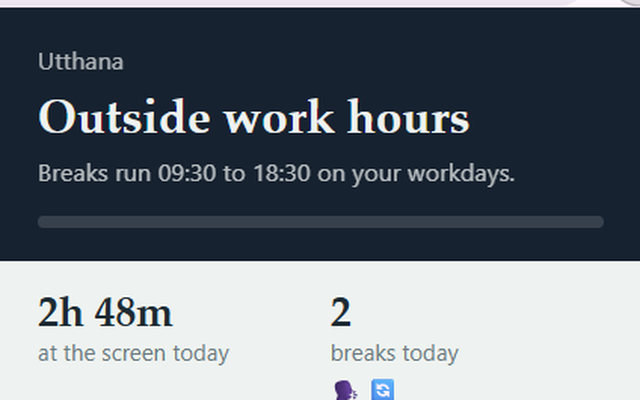 Utthana
Outside work hours
Breaks run 09:30 to 18:30 on your workdays.
2h 48m
at the screen today
2
breaks today